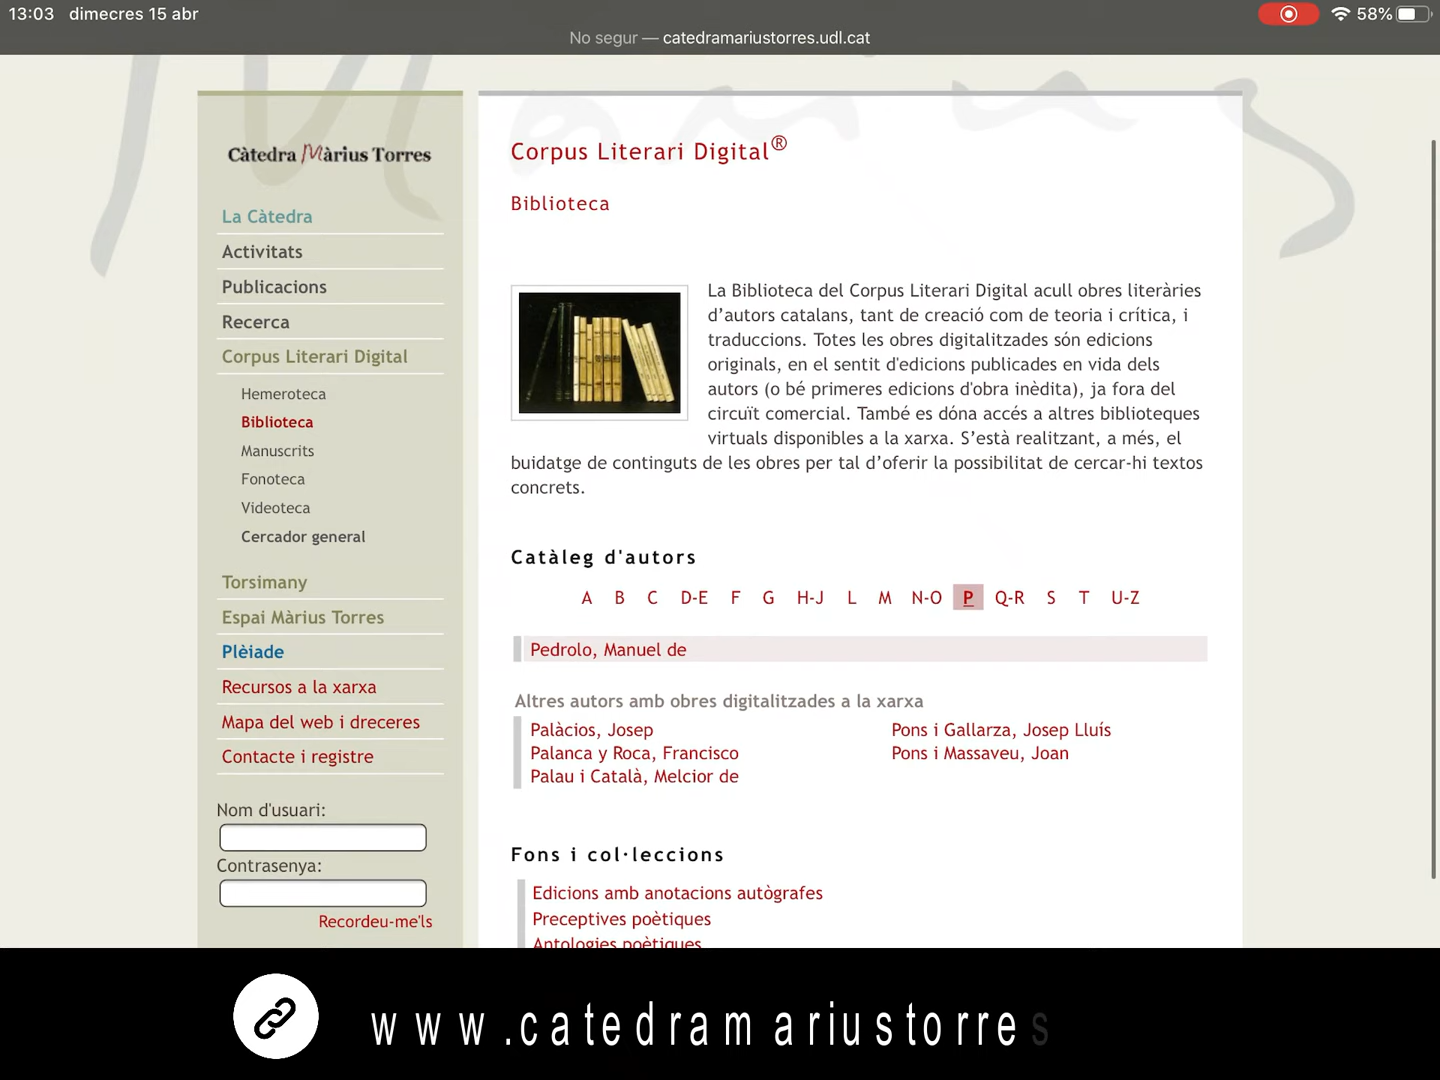 13:03 dimecres 15 abr
58%
No segur — catedramariustorres.udl.cat
Càtedra Màrius Torres
La Càtedra
Activitats
Publicacions
Recerca
Corpus Literari Digital
Hemeroteca
Biblioteca
Manuscrits
Fonoteca
Videoteca
Cercador general
Torsimany
Espai Màrius Torres
Plèiade
Recursos a la xarxa
Mapa del web i dreceres
Contacte i registre
Nom d'usuari:
Contrasenya:
Recordeu-me'ls
Corpus Literari Digital®
Biblioteca
La Biblioteca del Corpus Literari Digital acull obres literàries
d’autors catalans, tant de creació com de teoria i crítica, i
traduccions. Totes les obres digitalitzades són edicions
originals, en el sentit d'edicions publicades en vida dels
autors (o bé primeres edicions d'obra inèdita), ja fora del
circuït comercial. També es dóna accés a altres biblioteques
virtuals disponibles a la xarxa. S’està realitzant, a més, el
buidatge de continguts de les obres per tal d’oferir la possibilitat de cercar-hi textos
concrets.
Catàleg d'autors
A B C D-E F G H-J L M N-O P Q-R S T U-Z
Pedrolo, Manuel de
Altres autors amb obres digitalitzades a la xarxa
Palàcios, Josep
Palanca y Roca, Francisco
Palau i Català, Melcior de
Pons i Gallarza, Josep Lluís
Pons i Massaveu, Joan
Fons i col·leccions
Edicions amb anotacions autògrafes
Preceptives poètiques
Antologies poètiques
www.catedramariustorres